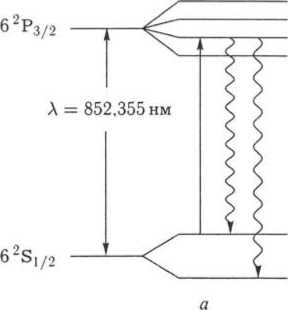 6 ²P₃/₂
λ = 852,355 нм
6 ²S₁/₂
а